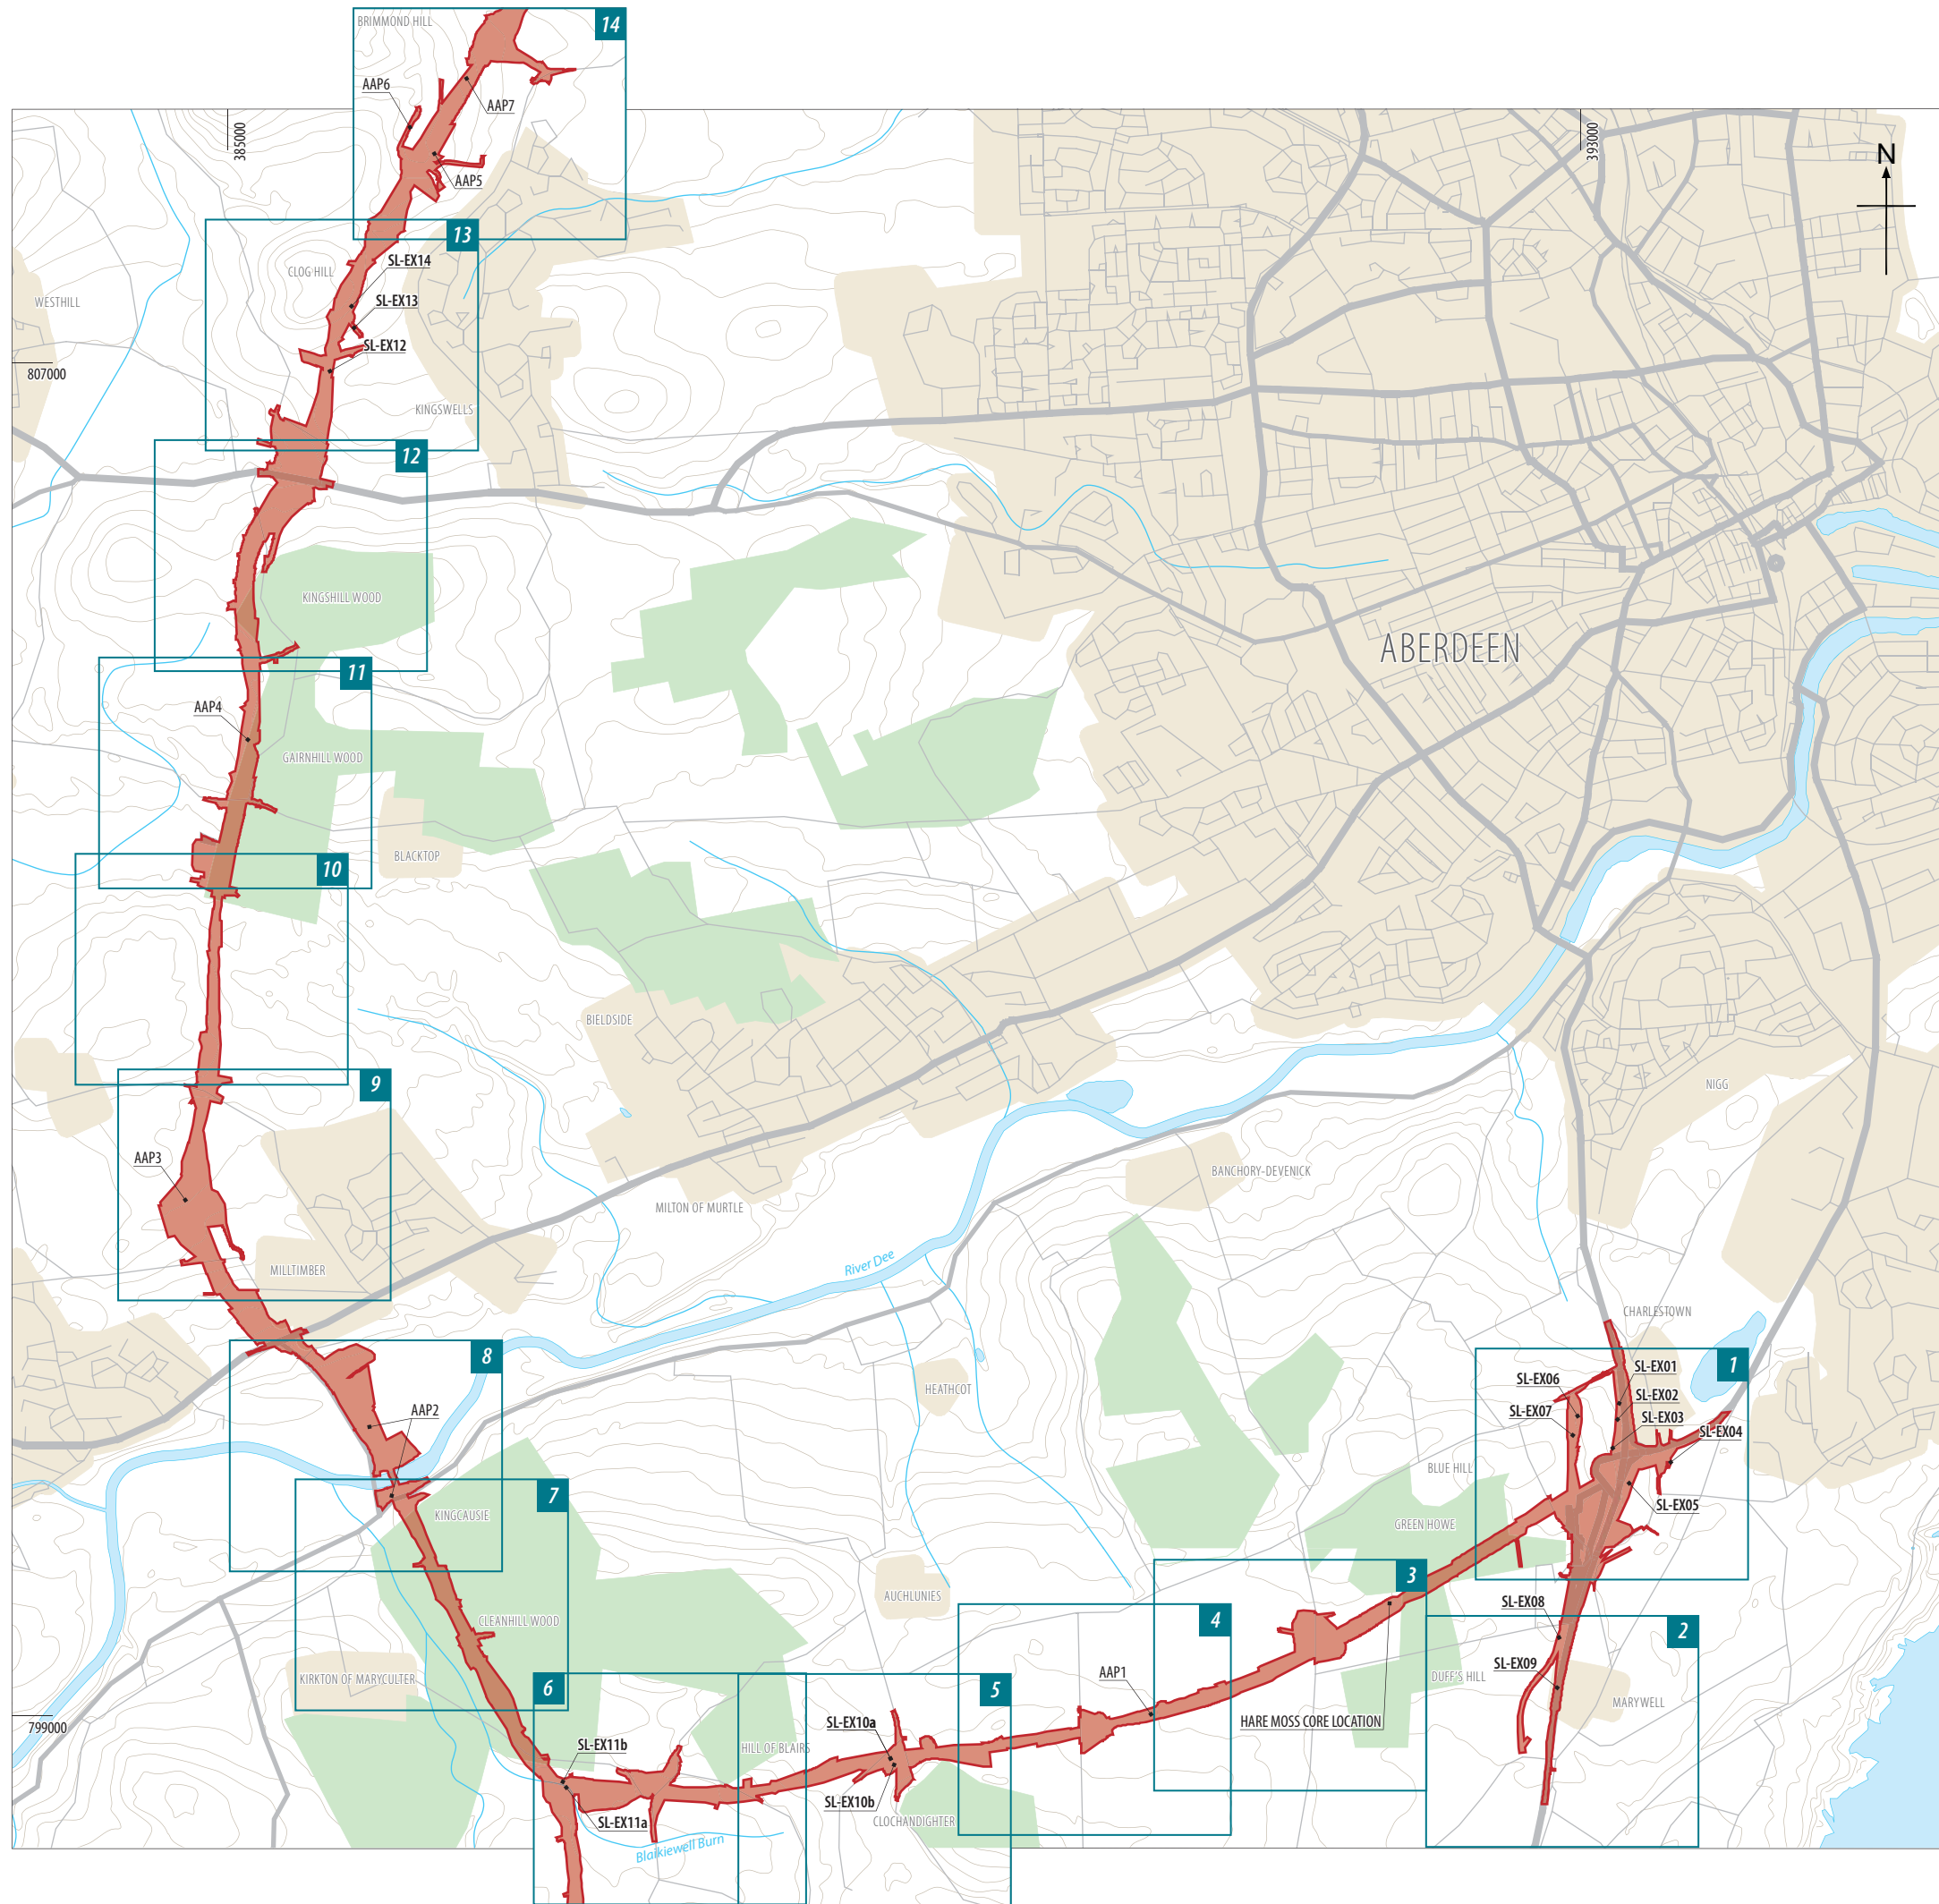 BRIMMOND HILL
14
AAP6
AAP7
AAP5
385000
393000
N
13
CLOG HILL
SL-EX14
SL-EX13
SL-EX12
WESTHILL
807000
KINGSWELLS
12
KINGSHILL WOOD
ABERDEEN
11
AAP4
GAIRNHILL WOOD
BLACKTOP
10
BIELDSIDE
9
NIGG
AAP3
BANCHORY-DEVENICK
MILTON OF MURTLE
MILLTIMBER
River Dee
CHARLESTOWN
8
1
SL-EX01
SL-EX06
SL-EX02
SL-EX07
SL-EX03
SL-EX04
HEATHCOT
AAP2
BLUE HILL
7
KINGCAUSIE
SL-EX05
GREEN HOWE
3
AUCHLUNIES
SL-EX08
4
2
CLEANHILL WOOD
SL-EX09
KIRKTON OF MARYCULTER
AAP1
DUFF'S HILL
MARYWELL
6
5
SL-EX10a
HARE MOSS CORE LOCATION
799000
SL-EX11b
HILL OF BLAIRS
SL-EX10b
SL-EX11a
CLOCHANDIGHTER
Blaikiewell Burn